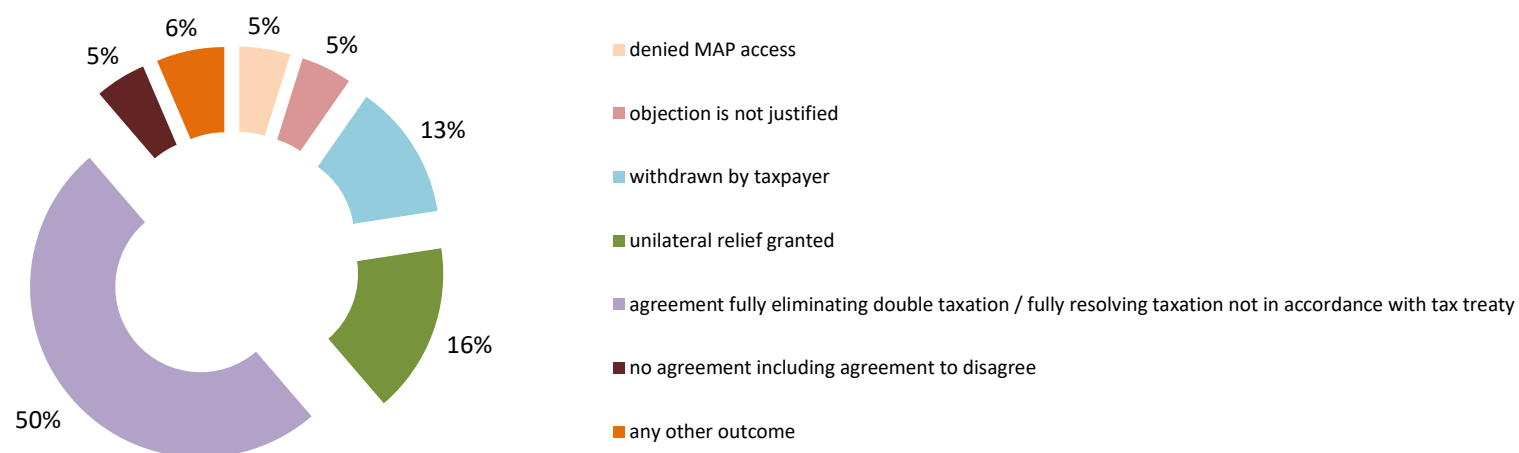 5%
5%
13%
16%
50%
5%
6%
denied MAP access
objection is not justified
withdrawn by taxpayer
unilateral relief granted
agreement fully eliminating double taxation / fully resolving taxation not in accordance with tax treaty
no agreement including agreement to disagree
any other outcome